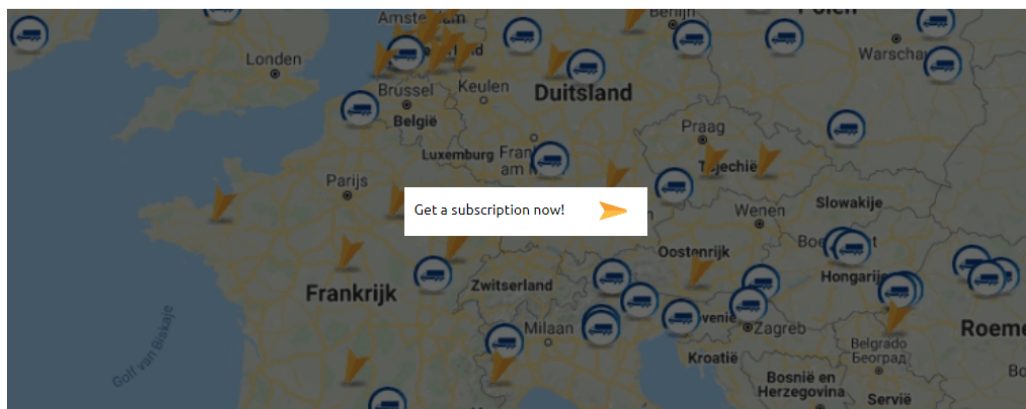 Amsterdam
Berlijn
Polen
Londen
Warschau
Brussel
Keulen
Duitsland
België
Praag
Luxemburg
Tsjechië
Parijs
Get a subscription now!
Wenen
Slowakije
Oostenrijk
Hongarije
Zwitserland
Frankrijk
Milaan
Zagreb
Golf van Biskaje
Belgrado
Београд
Kroatië
Bosnië en
Herzegovina
Servië